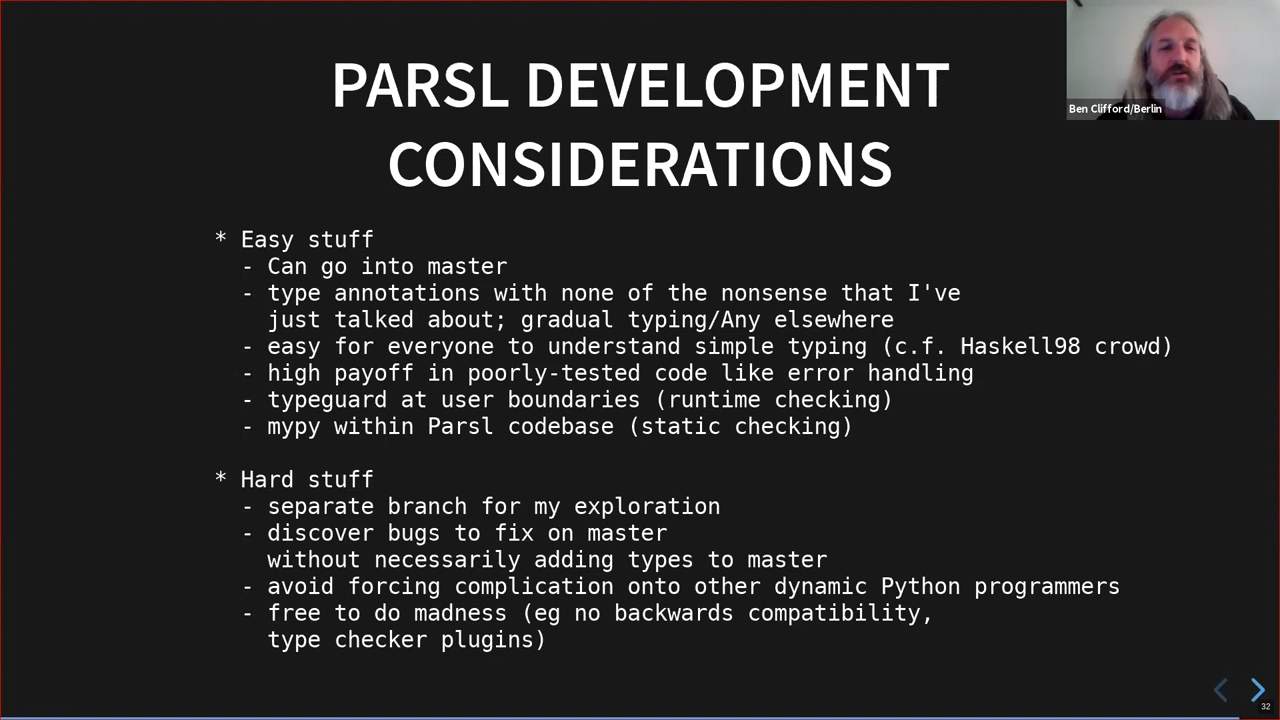 PARSL DEVELOPMENT
CONSIDERATIONS
Ben Clifford/Berlin
* Easy stuff
- Can go into master
- type annotations with none of the nonsense that I've
just talked about; gradual typing/Any elsewhere
- easy for everyone to understand simple typing (c.f. Haskell98 crowd)
- high payoff in poorly-tested code like error handling
- typeguard at user boundaries (runtime checking)
- mypy within Parsl codebase (static checking)
* Hard stuff
- separate branch for my exploration
- discover bugs to fix on master
without necessarily adding types to master
- avoid forcing complication onto other dynamic Python programmers
- free to do madness (eg no backwards compatibility,
type checker plugins)
32